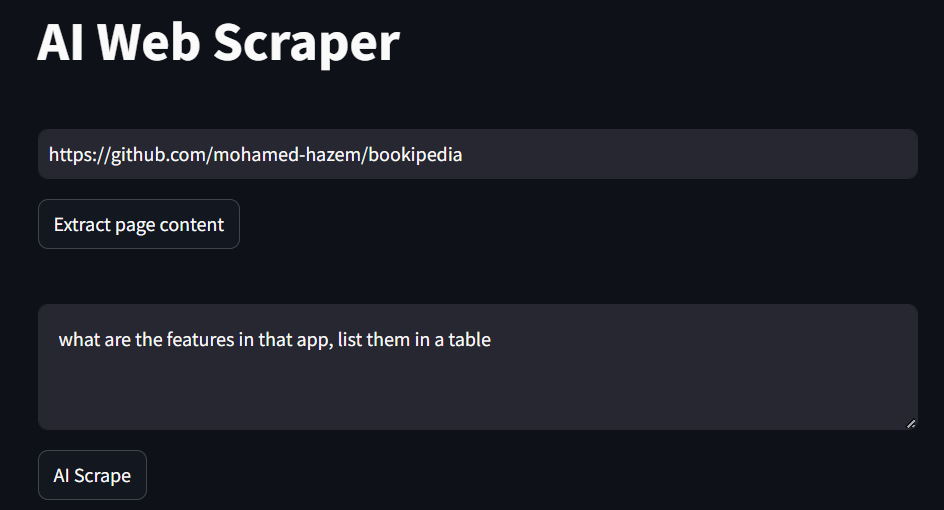 AI Web Scraper
https://github.com/mohamed-hazem/bookipedia
Extract page content
what are the features in that app, list them in a table
AI Scrape